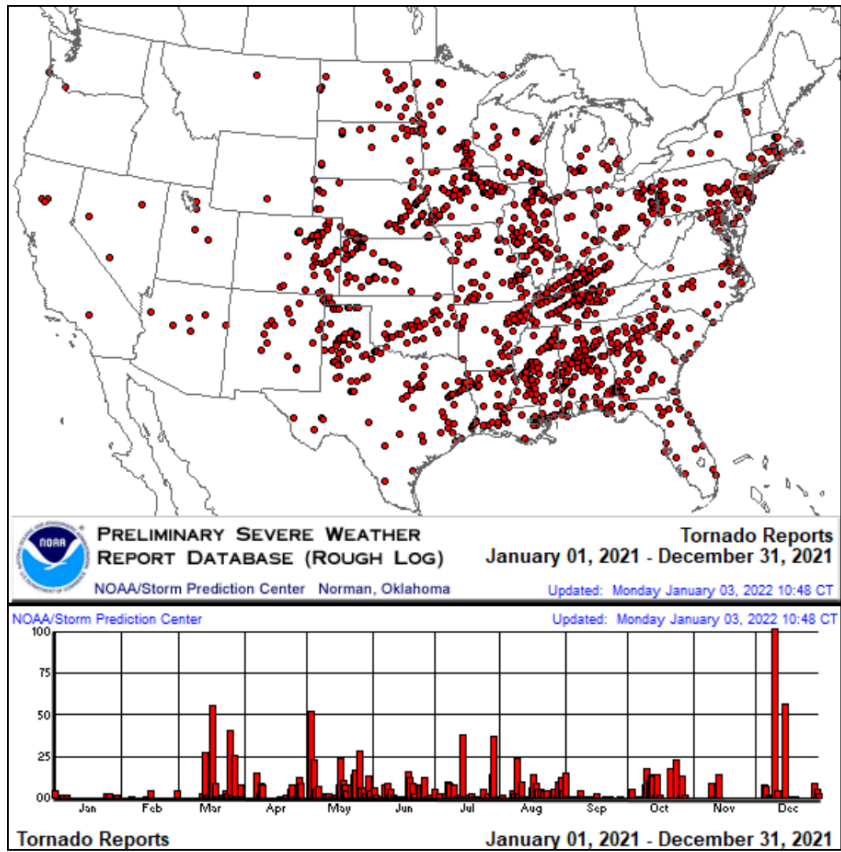 NOAA
PRELIMINARY SEVERE WEATHER
REPORT DATABASE (ROUGH LOG)
NOAA/Storm Prediction Center Norman, Oklahoma
Tornado Reports
January 01, 2021 - December 31, 2021
Updated: Monday January 03, 2022 10:48 CT
NOAA/Storm Prediction Center Updated: Monday January 03, 2022 10:48 CT
100
75
50
25
00
Jan Feb Mar Apr May Jun Jul Aug Sep Oct Nov Dec
Tornado Reports January 01, 2021 - December 31, 2021